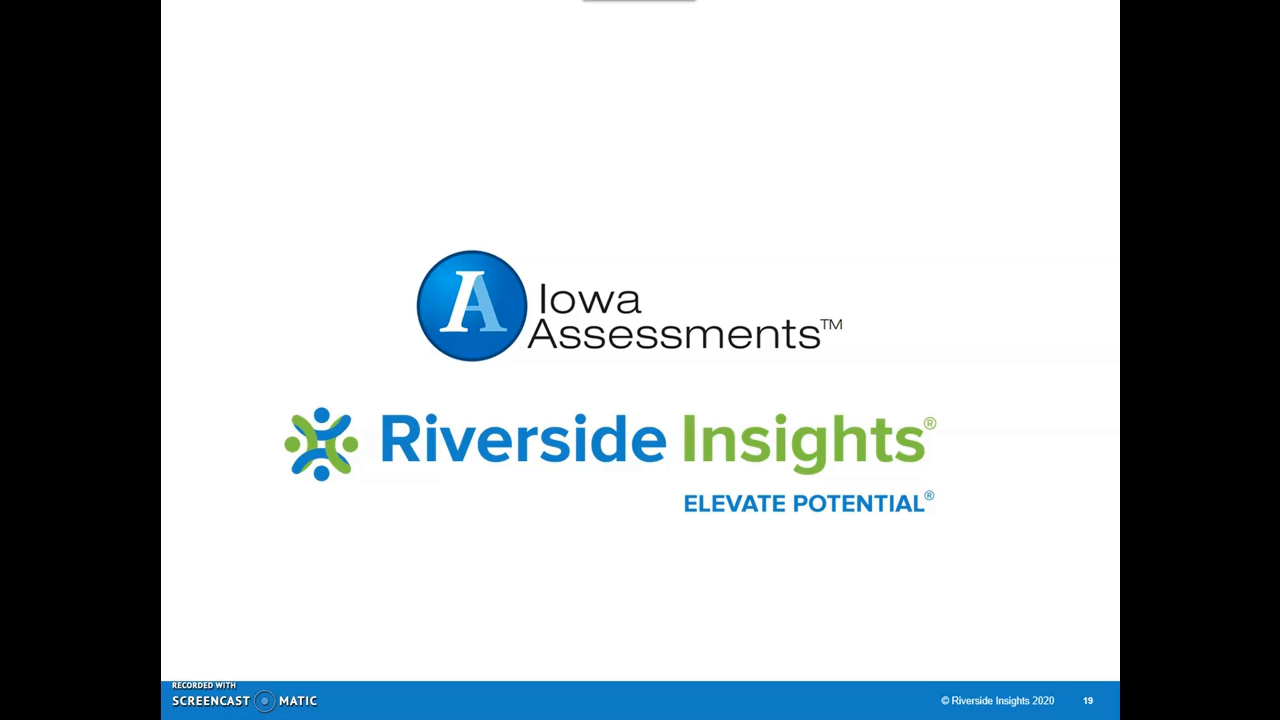 A
Iowa
Assessments™
Riverside Insights®
ELEVATE POTENTIAL®
RECORDED WITH
SCREENCAST MATIC
© Riverside Insights 2020
19